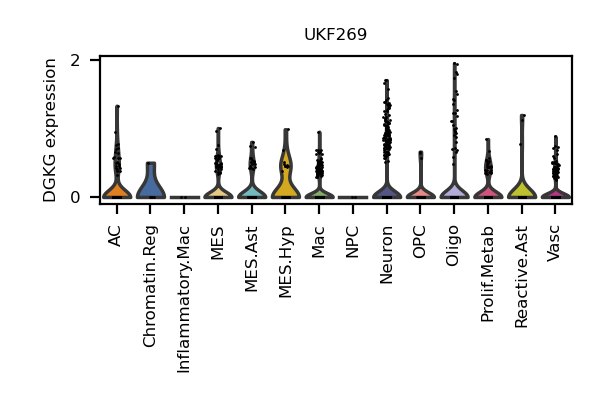 UKF269
DGKG expression
2
0
AC
Chromatin.Reg
Inflammatory.Mac
MES
MES.Ast
MES.Hyp
Mac
NPC
Neuron
OPC
Oligo
Prolif.Metab
Reactive.Ast
Vasc